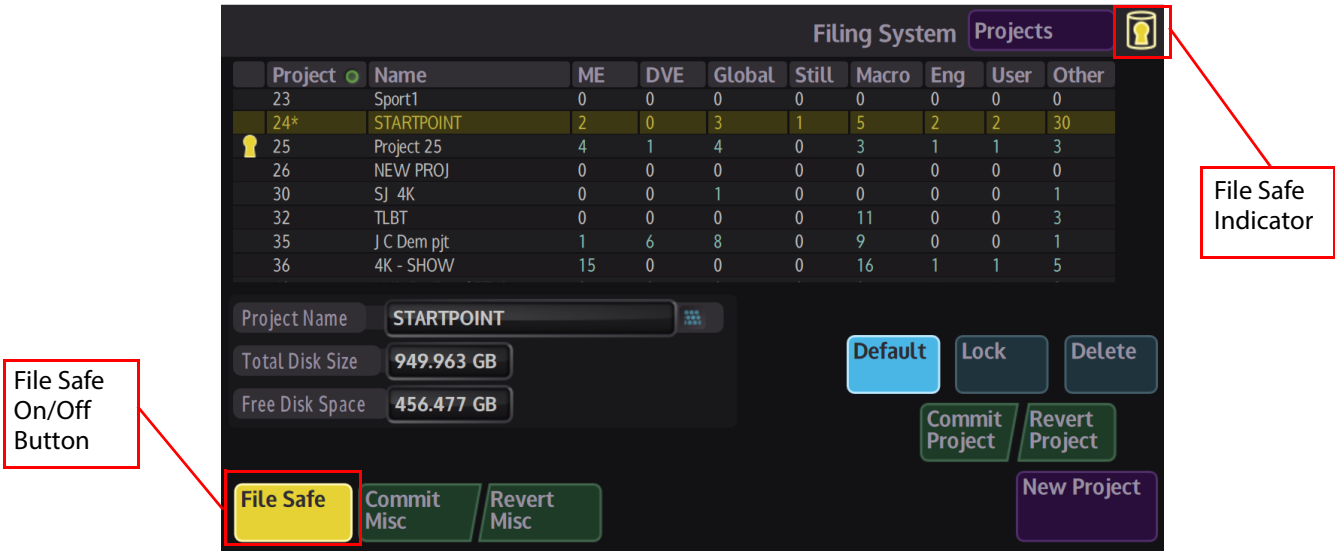 Filing System Projects
Project Name ME DVE Global Still Macro Eng User Other
23 Sport1 0 0 0 0 0 0 0 0
24* STARTPOINT 2 0 3 1 5 2 2 30
25 Project 25 4 1 4 0 3 1 1 3
26 NEW PROJ 0 0 0 0 0 0 0 0
30 SJ 4K 0 0 1 0 0 0 0 1
32 TLBT 0 0 0 0 11 0 0 3
35 J C Dem pjt 1 6 8 0 9 0 0 1
36 4K - SHOW 15 0 0 0 16 1 1 5
File Safe
Indicator
Project Name STARTPOINT
Total Disk Size 949.963 GB
Free Disk Space 456.477 GB
Default Lock Delete
Commit
Project
Revert
Project
File Safe
On/Off
Button
File Safe
Commit
Misc
Revert
Misc
New Project